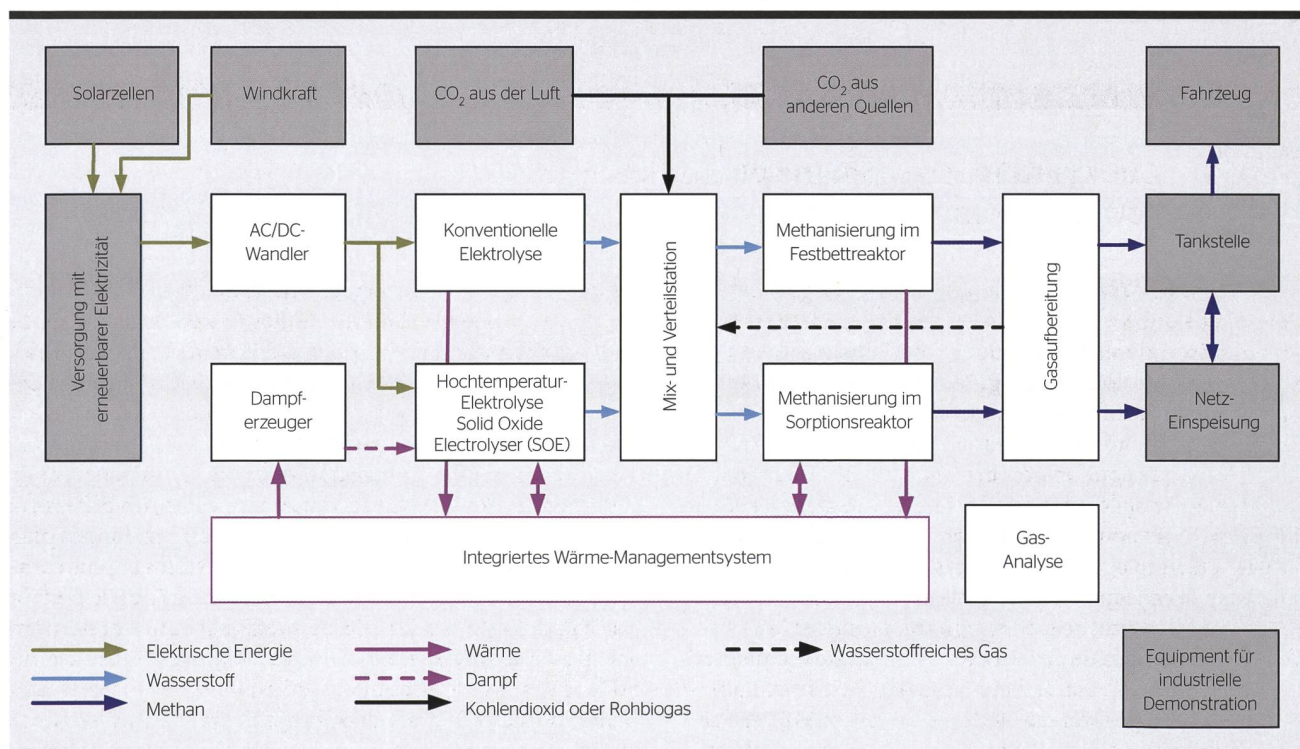 Solarzellen
Windkraft
CO₂ aus der Luft
CO₂ aus
anderen Quellen
Fahrzeug
Versorgung mit
erneuerbarer Elektrizität
AC/DC-
Wandler
Konventionelle
Elektrolyse
Mix- und Verteilstation
Methanisierung im
Festbettreaktor
Gasaufbereitung
Tankstelle
Dampf-
erzeuger
Hochtemperatur-
Elektrolyse
Solid Oxide
Electrolyser (SOE)
Methanisierung im
Sorptionsreaktor
Netz-
Einspeisung
Integriertes Wärme-Managementsystem
Gas-
Analyse
Elektrische Energie
Wasserstoff
Methan
Wärme
Dampf
Kohlendioxid oder Rohbiogas
Wasserstoffreiches Gas
Equipment für
industrielle
Demonstration